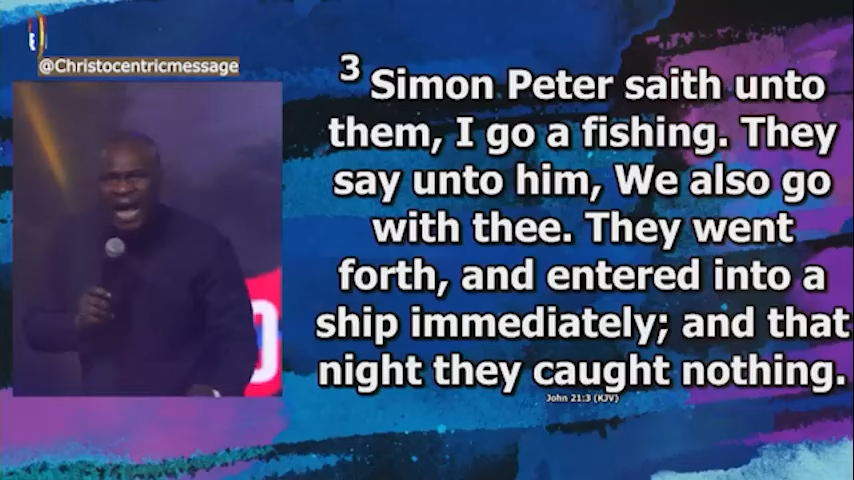 @Christocentricmessage
3 Simon Peter saith unto
them, I go a fishing. They
say unto him, We also go
with thee. They went
forth, and entered into a
ship immediately; and that
night they caught nothing.
John 21:3 (KJV)